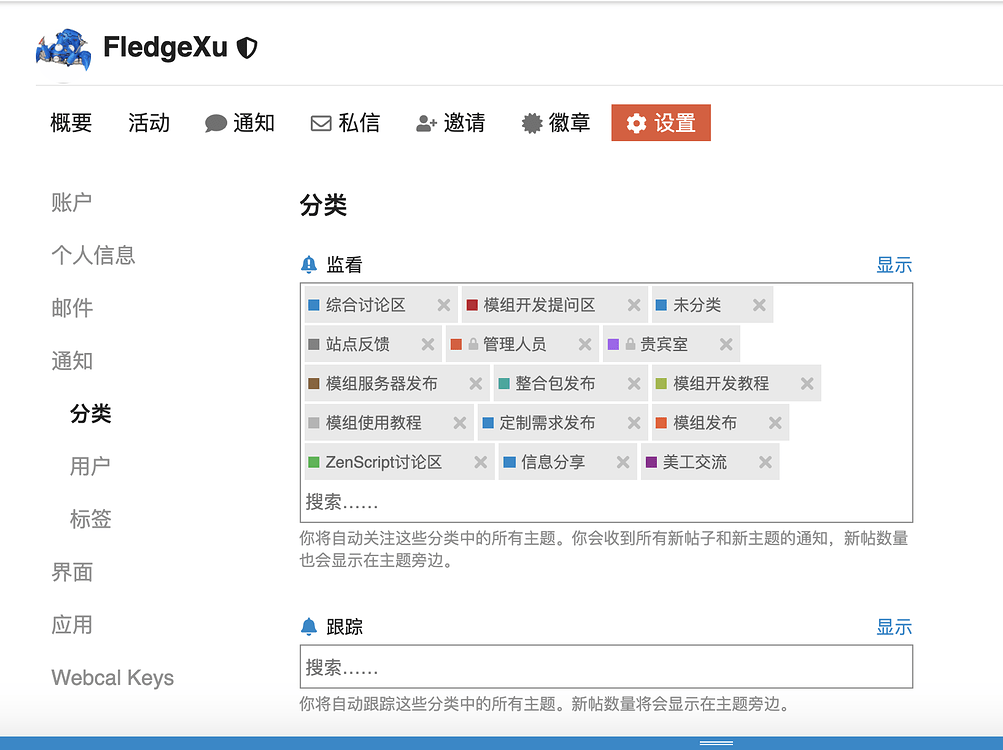 FledgeXu
概要 活动 通知 私信 邀请 徽章 设置
账户
个人信息
邮件
通知
分类
用户
标签
界面
应用
Webcal Keys
分类
监看 显示
综合讨论区 模组开发提问区 未分类
站点反馈 管理人员 贵宾室
模组服务器发布 整合包发布 模组开发教程
模组使用教程 定制需求发布 模组发布
ZenScript讨论区 信息分享 美工交流
搜索……
你将自动关注这些分类中的所有主题。你会收到所有新帖子和新主题的通知，新帖数量
也会显示在主题旁边。
跟踪 显示
搜索……
你将自动跟踪这些分类中的所有主题。新帖数量将会显示在主题旁边。